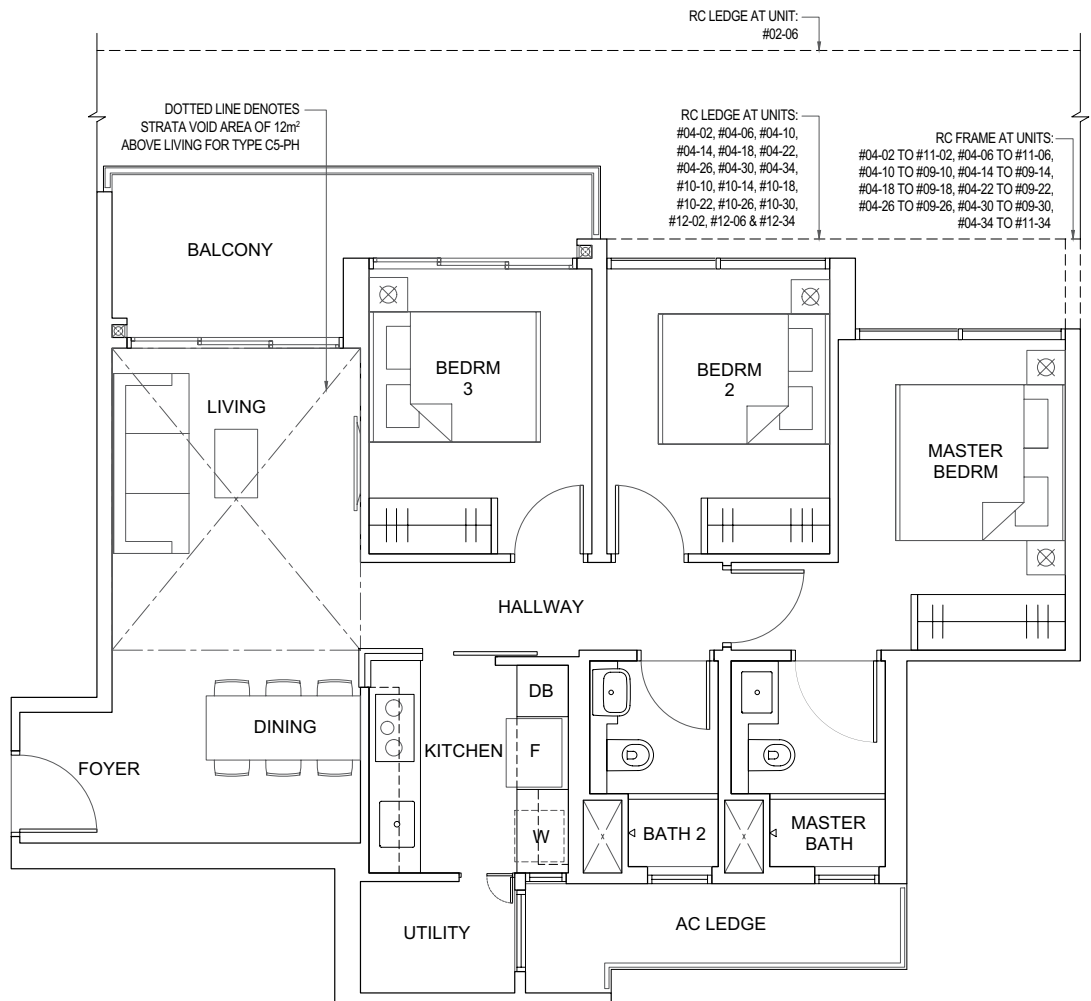 RC LEDGE AT UNIT:
#02-06
DOTTED LINE DENOTES
STRATA VOID AREA OF 12m²
ABOVE LIVING FOR TYPE C5-PH
RC LEDGE AT UNITS:
#04-02, #04-06, #04-10,
#04-14, #04-18, #04-22,
#04-26, #04-30, #04-34,
#10-10, #10-14, #10-18,
#10-22, #10-26, #10-30,
#12-02, #12-06 & #12-34
RC FRAME AT UNITS:
#04-02 TO #11-02, #04-06 TO #11-06,
#04-10 TO #09-10, #04-14 TO #09-14,
#04-18 TO #09-18, #04-22 TO #09-22,
#04-26 TO #09-26, #04-30 TO #09-30,
#04-34 TO #11-34
BALCONY
LIVING
BEDRM
3
BEDRM
2
MASTER
BEDRM
HALLWAY
DINING
FOYER
KITCHEN
DB
F
W
BATH 2
MASTER
BATH
UTILITY
AC LEDGE